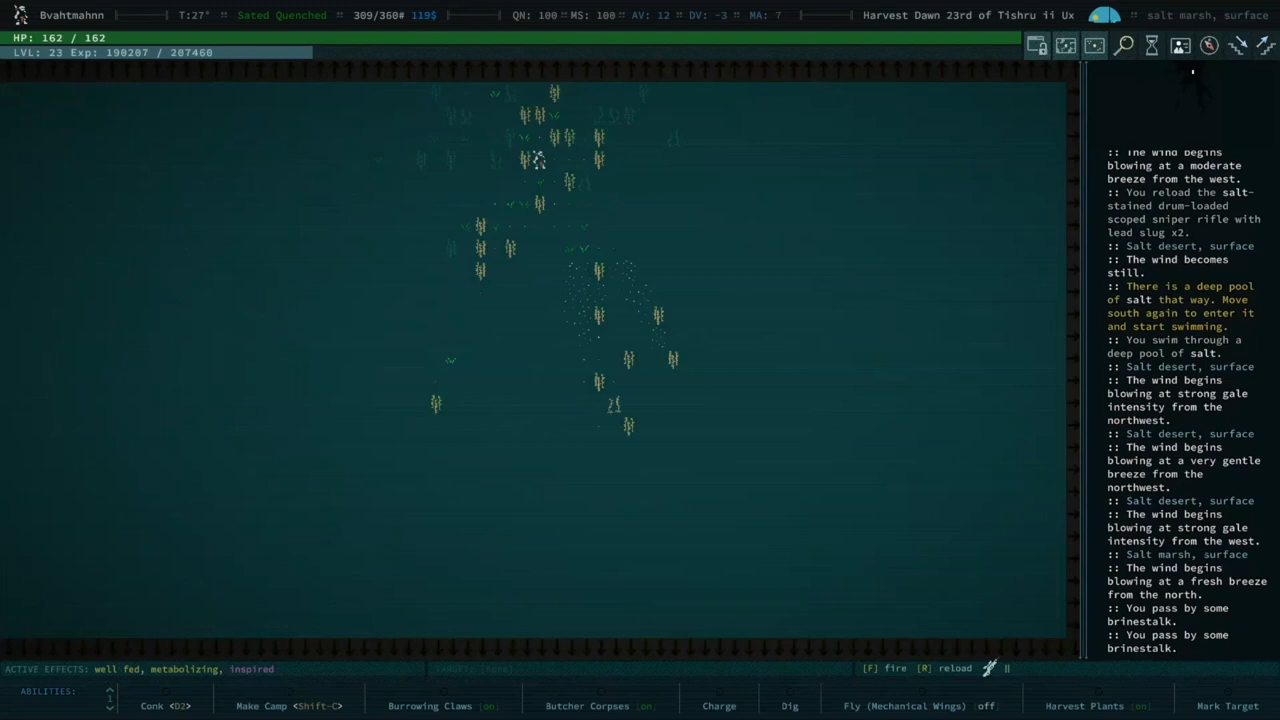 Bvahtmahnn T:27° Sated Quenched 309/360# 119$ QN: 100 MS: 100 AV: 12 DV: -3 MA: 7 Harvest Dawn 23rd of Tishru ii Ux salt marsh, surface
HP: 162 / 162
LVL: 23 Exp: 190207 / 207460
:: The wind begins
blowing at a moderate
breeze from the west.
:: You reload the salt-
stained drum-loaded
scoped sniper rifle with
lead slug x2.
:: Salt desert, surface
:: The wind becomes
still.
:: There is a deep pool
of salt that way. Move
south again to enter it
and start swimming.
:: You swim through a
deep pool of salt.
:: Salt desert, surface
:: The wind begins
blowing at strong gale
intensity from the
northwest.
:: Salt desert, surface
:: The wind begins
blowing at a very gentle
breeze from the
northwest.
:: Salt desert, surface
:: The wind begins
blowing at strong gale
intensity from the west.
:: Salt marsh, surface
:: The wind begins
blowing at a fresh breeze
from the north.
:: You pass by some
brinestalk.
:: You pass by some
brinestalk.
ACTIVE EFFECTS: well fed, metabolizing, inspired TARGET: [none] [F] fire [R] reload
ABILITIES: 1 Conk <D2> Make Camp <Shift-C> Burrowing Claws [on] Butcher Corpses [on] Charge Dig Fly (Mechanical Wings) [off] Harvest Plants [on] Mark Target